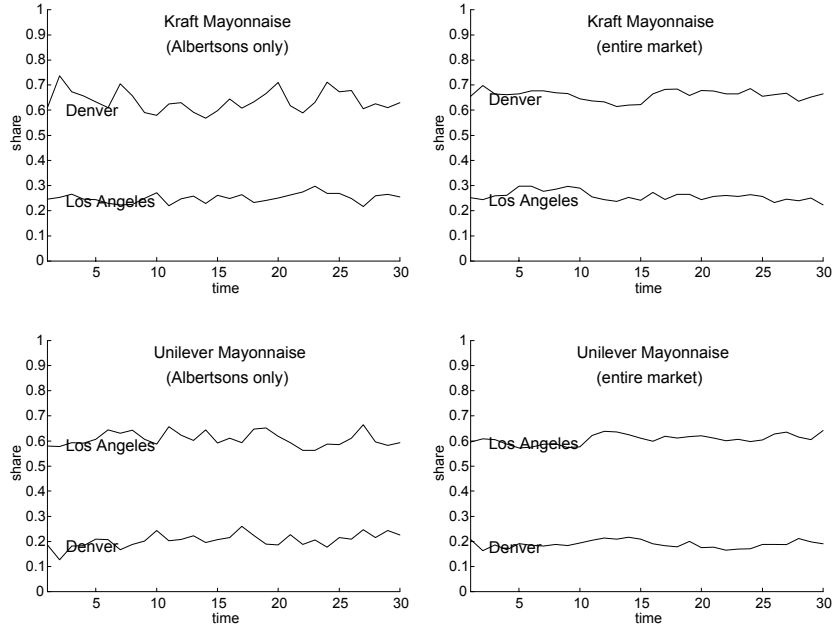 Kraft Mayonnaise
(Albertsons only)
1
0.9
0.8
0.7
0.6
0.5
0.4
0.3
0.2
0.1
0
share
Denver
Los Angeles
5 10 15 20 25 30
time
Kraft Mayonnaise
(entire market)
1
0.9
0.8
0.7
0.6
0.5
0.4
0.3
0.2
0.1
0
share
Denver
Los Angeles
5 10 15 20 25 30
time
Unilever Mayonnaise
(Albertsons only)
1
0.9
0.8
0.7
0.6
0.5
0.4
0.3
0.2
0.1
0
share
Los Angeles
Denver
5 10 15 20 25 30
time
Unilever Mayonnaise
(entire market)
1
0.9
0.8
0.7
0.6
0.5
0.4
0.3
0.2
0.1
0
share
Los Angeles
Denver
5 10 15 20 25 30
time